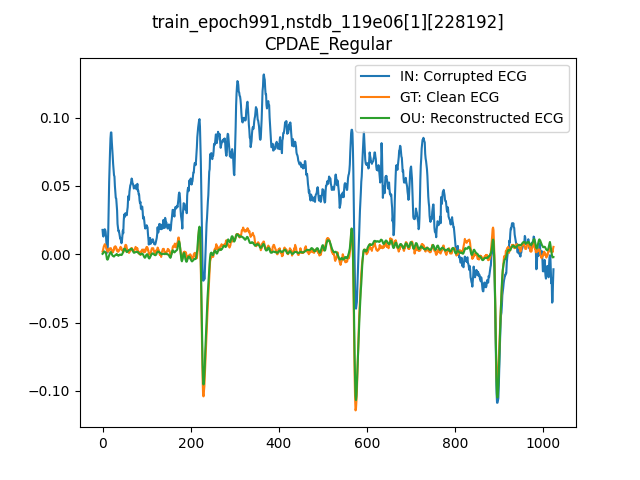 train_epoch991,nstdb_119e06[1][228192]
CPDAE_Regular
IN: Corrupted ECG
GT: Clean ECG
OU: Reconstructed ECG
0.10
0.05
0.00
−0.05
−0.10
0
200
400
600
800
1000